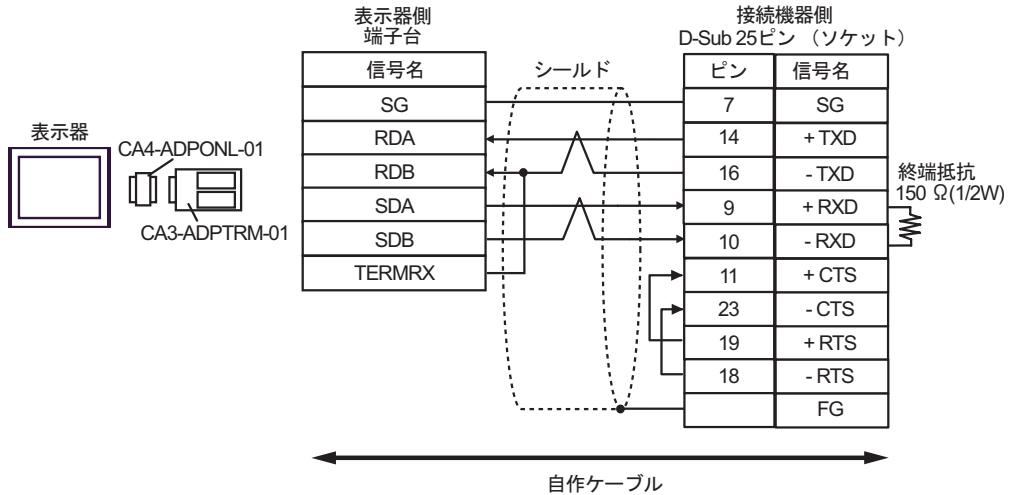 表示器側
端子台
接続機器側
D-Sub 25ピン （ソケット）
信号名
シールド
ピン
信号名
SG
7
SG
表示器
RDA
14
+ TXD
CA4-ADPONL-01
RDB
16
- TXD
終端抵抗
150 Ω(1/2W)
SDA
9
+ RXD
CA3-ADPTRM-01
SDB
10
- RXD
TERMRX
11
+ CTS
23
- CTS
19
+ RTS
18
- RTS
FG
自作ケーブル